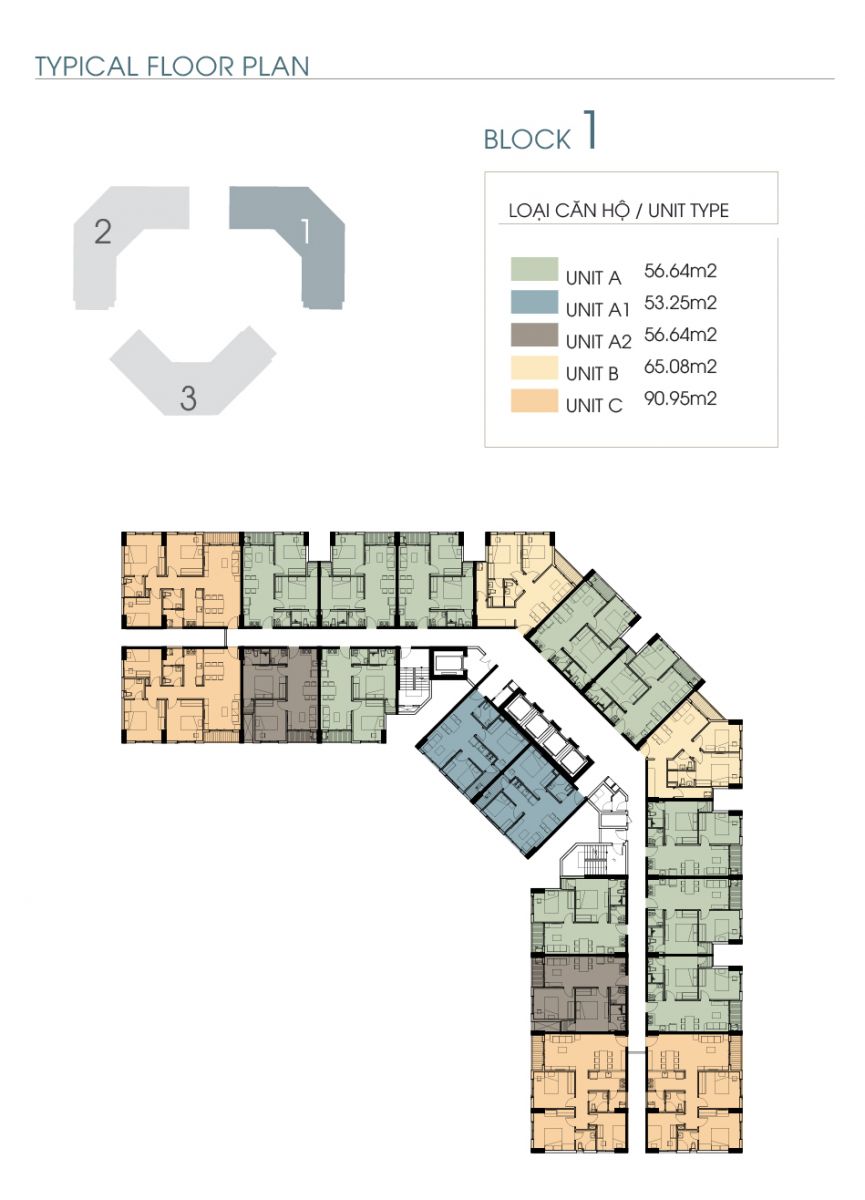 TYPICAL FLOOR PLAN
BLOCK 1
2
1
3
LOẠI CĂN HỘ / UNIT TYPE
UNIT A 56.64m2
UNIT A1 53.25m2
UNIT A2 56.64m2
UNIT B 65.08m2
UNIT C 90.95m2